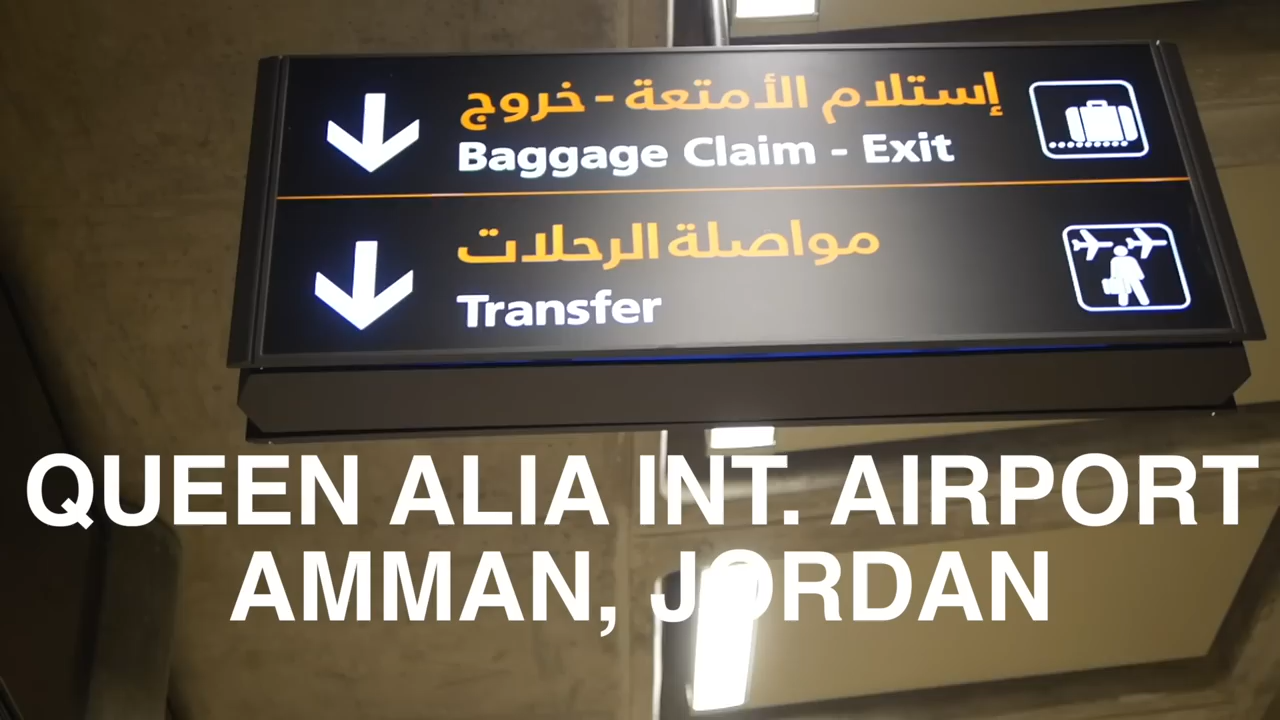 إستلام الأمتعة - خروج
Baggage Claim - Exit
مواصلة الرحلات
Transfer
QUEEN ALIA INT. AIRPORT
AMMAN, JORDAN